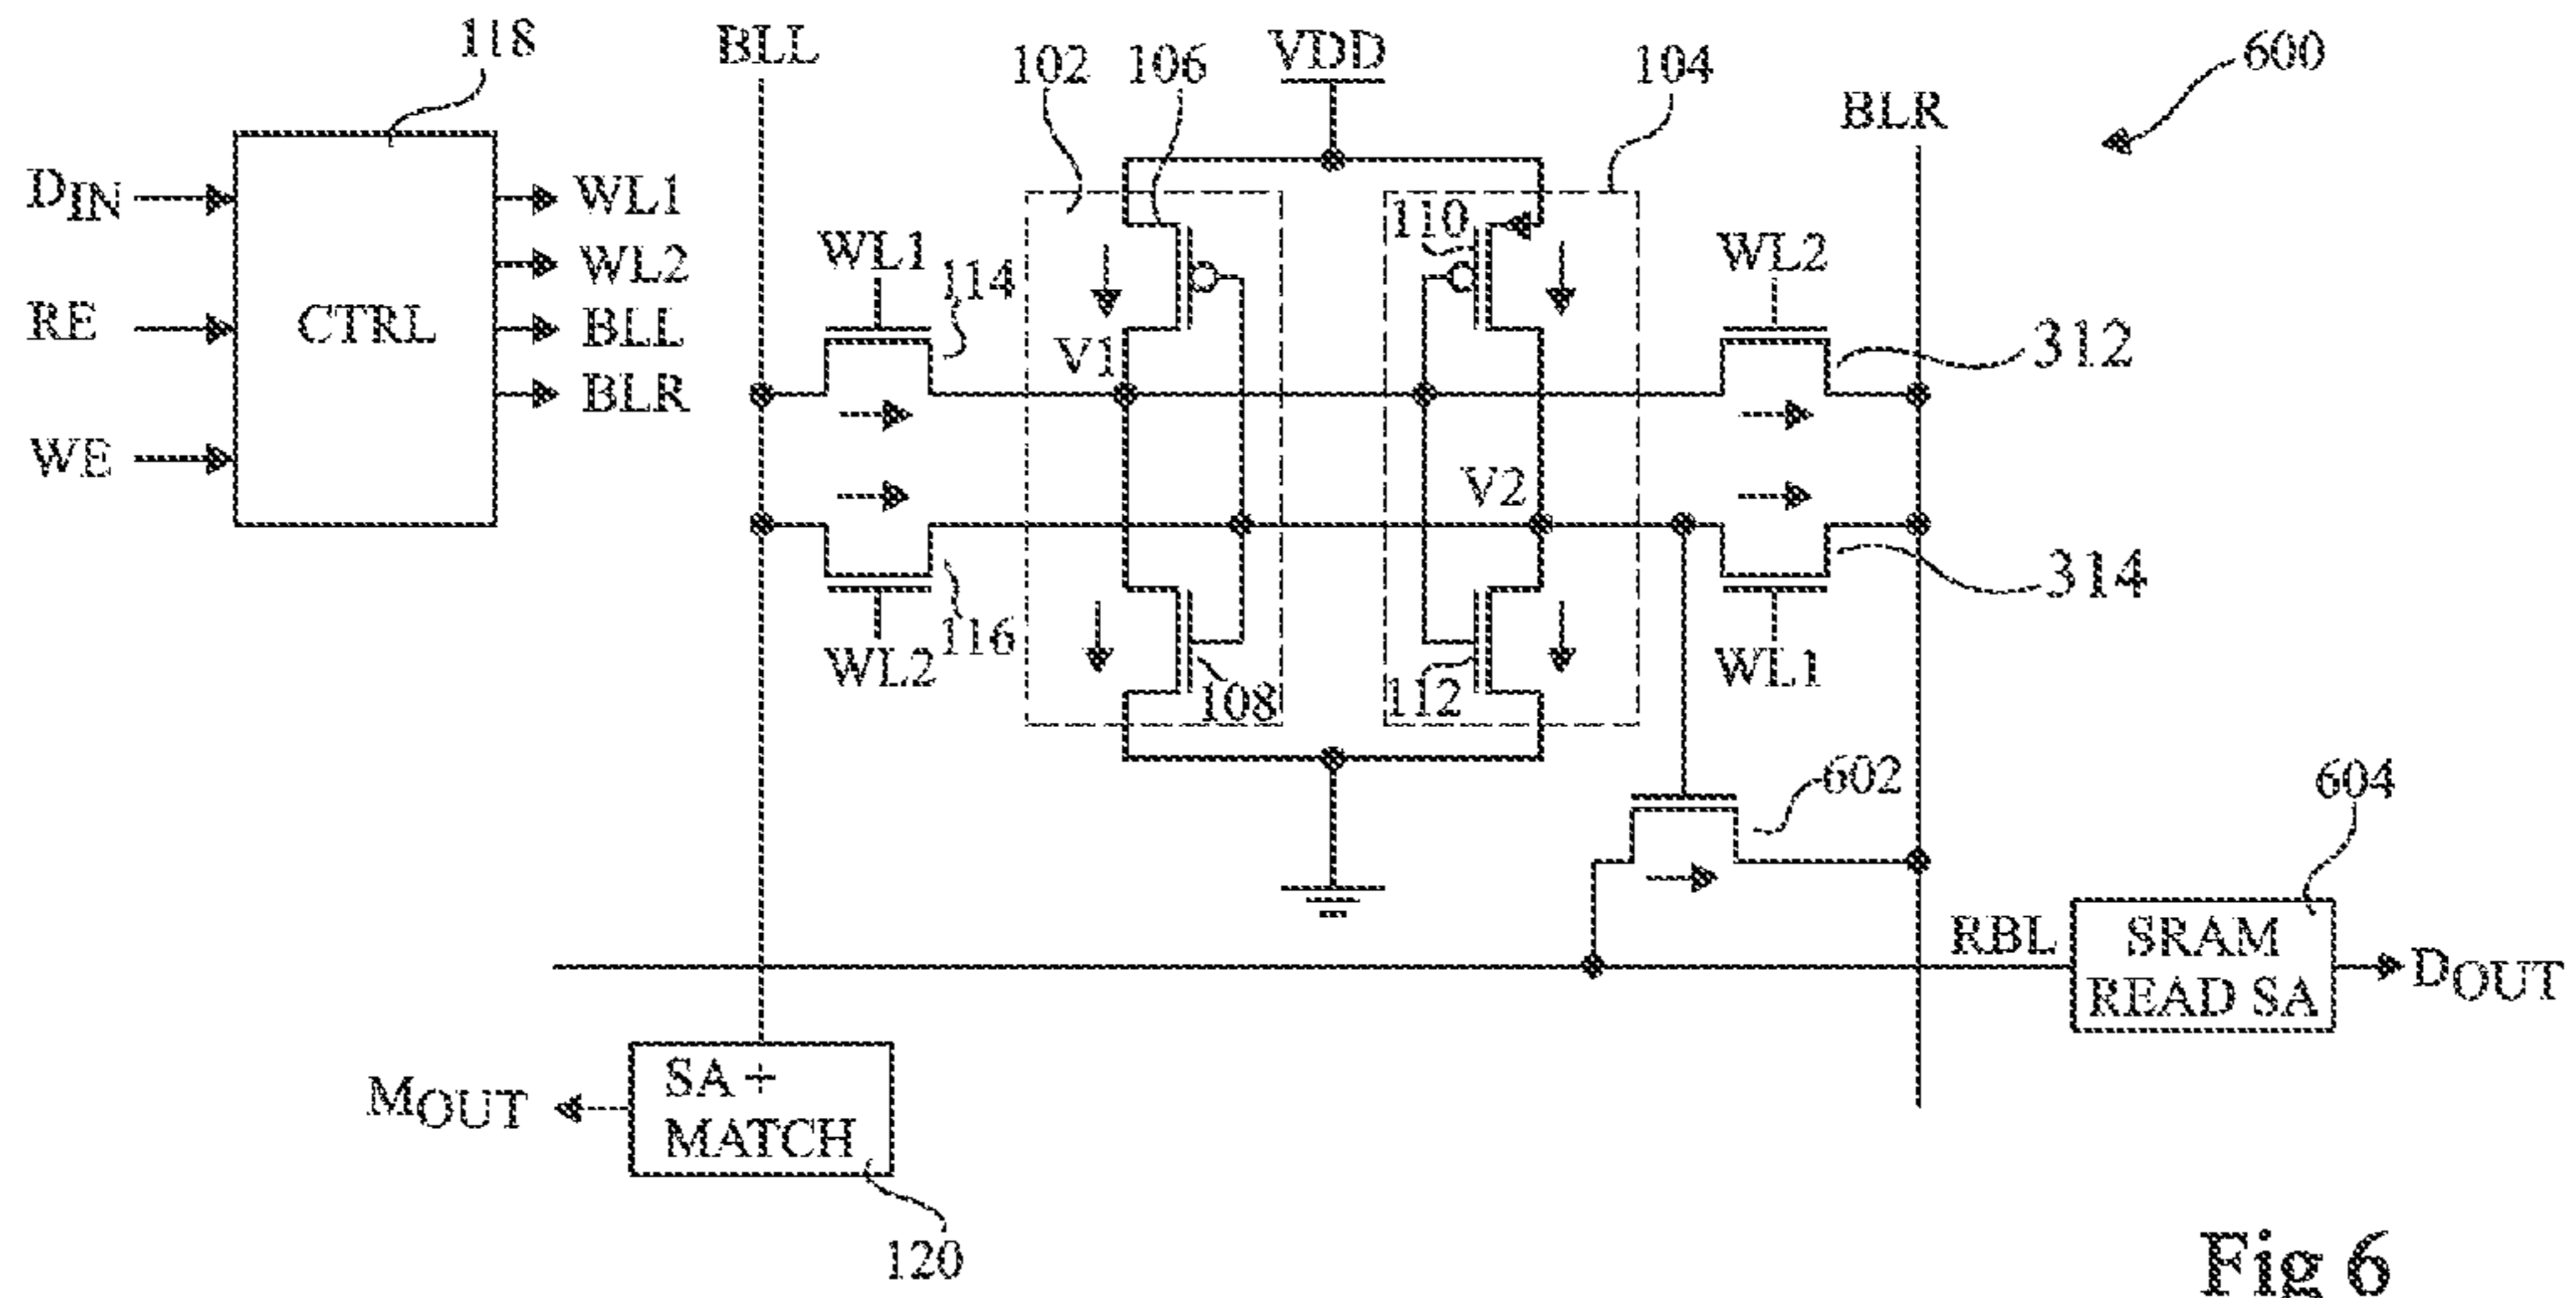 118
BLL
102
106
VDD
104
600
BLR
DIN
WL1
110
WL2
WL1
WL2
114
RE
CTRL
BLL
V1
312
BLR
WE
V2
314
116
WL2
108
112
WL1
602
604
RBL
SRAM
READ SA
DOUT
SA +
MATCH
MOUT
120
Fig 6